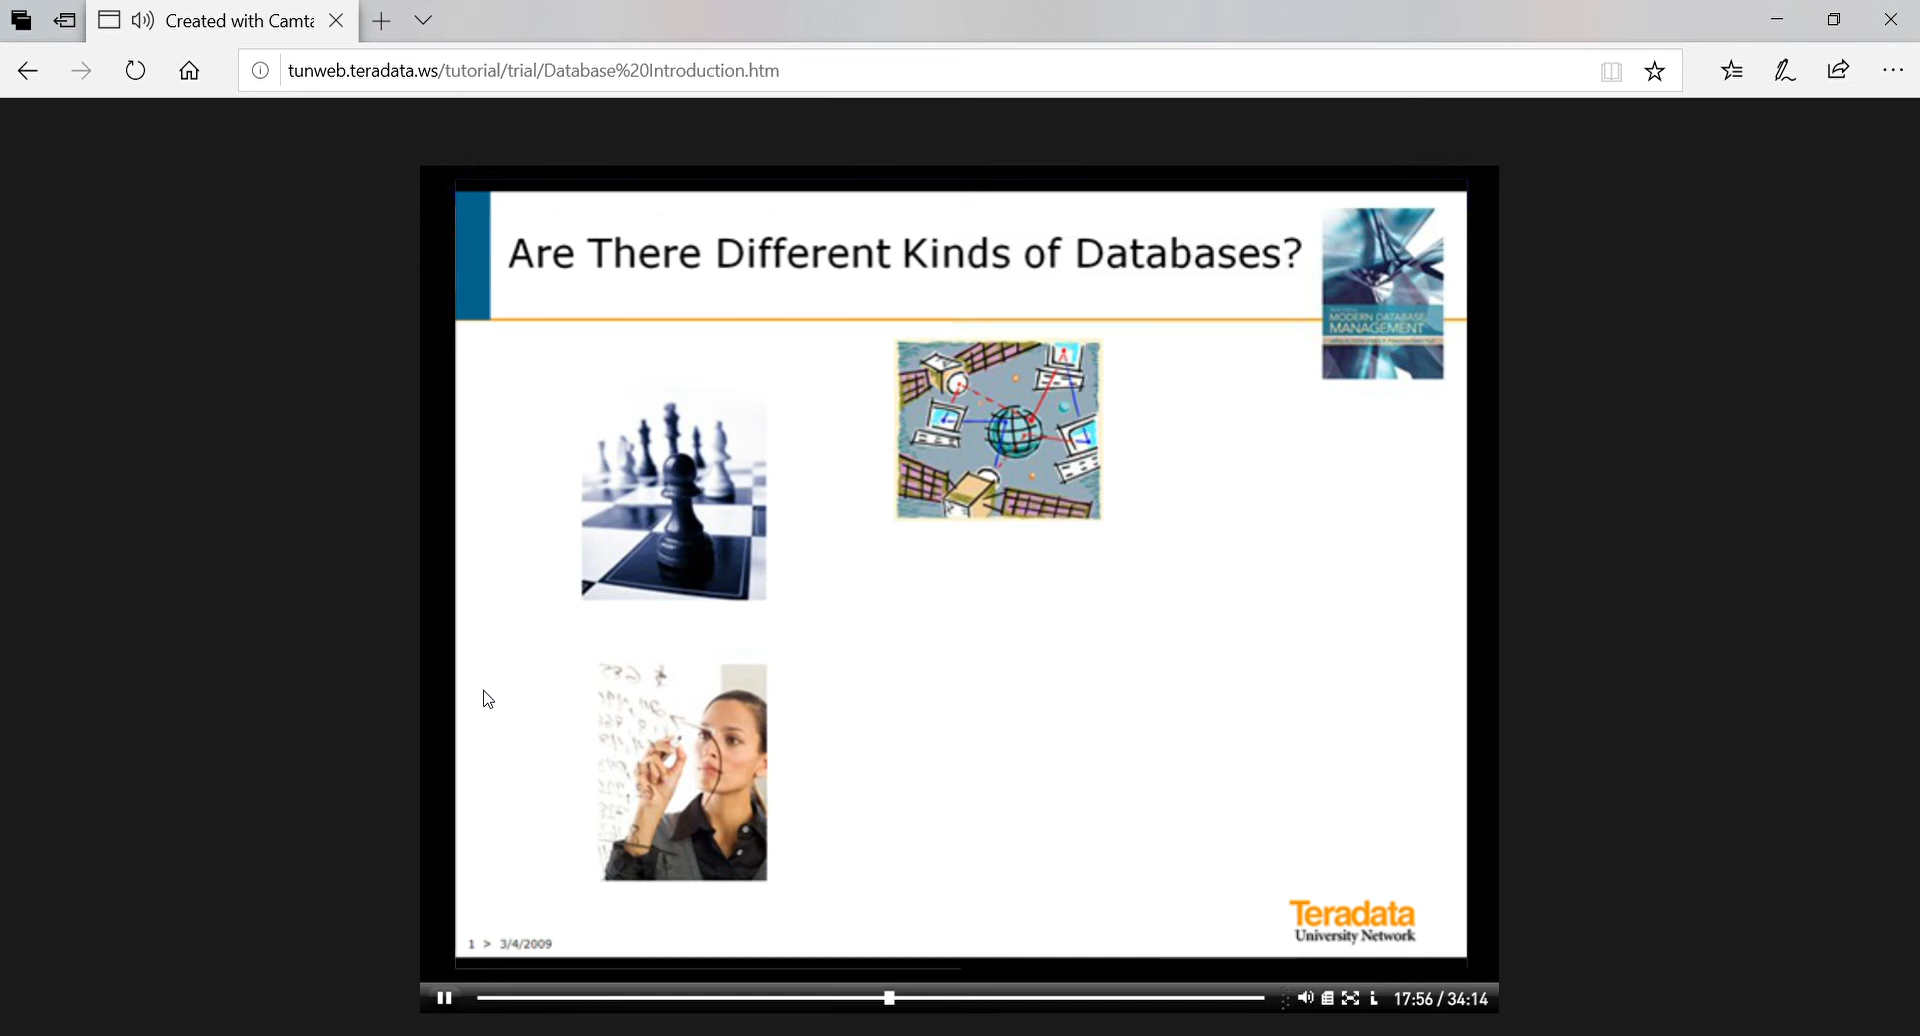 Created with Camta
tunweb.teradata.ws/tutorial/trial/Database%20Introduction.htm
Are There Different Kinds of Databases?
MODERN DATABASE
MANAGEMENT
Teradata
University Network
1 > 3/4/2009
17:56 / 34:14